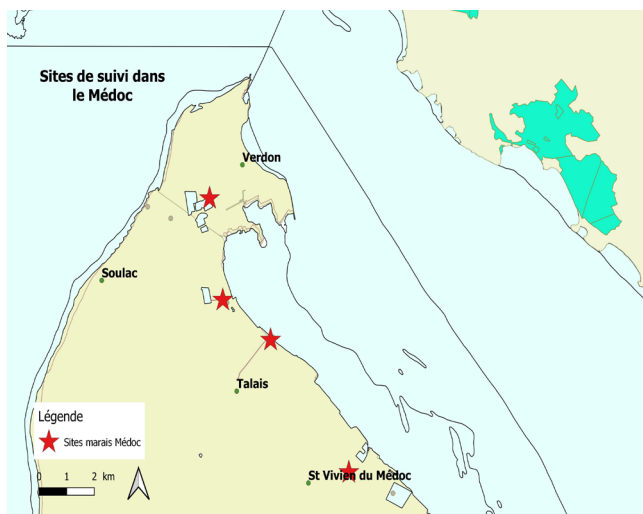 Sites de suivi dans
le Médoc
Verdon
Soulac
Talais
St Vivien du Médoc
Légende
Sites marais Médoc
0 1 2 km